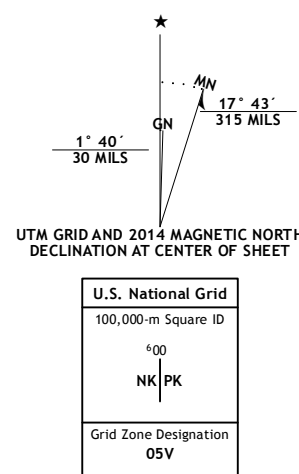 ★
MN
GN
17° 43´
315 MILS
1° 40´
30 MILS
UTM GRID AND 2014 MAGNETIC NORTH
DECLINATION AT CENTER OF SHEET
U.S. National Grid
100,000-m Square ID
⁶00
NK PK
Grid Zone Designation
05V